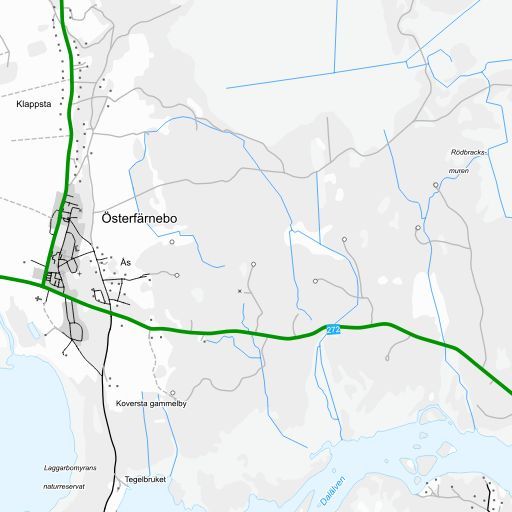 Klappsta
Rödbracks-
muren
Österfärnebo
Ås
272
Koversta gammelby
Laggarbomyrans
naturreservat
Tegelbruket
Dalälven